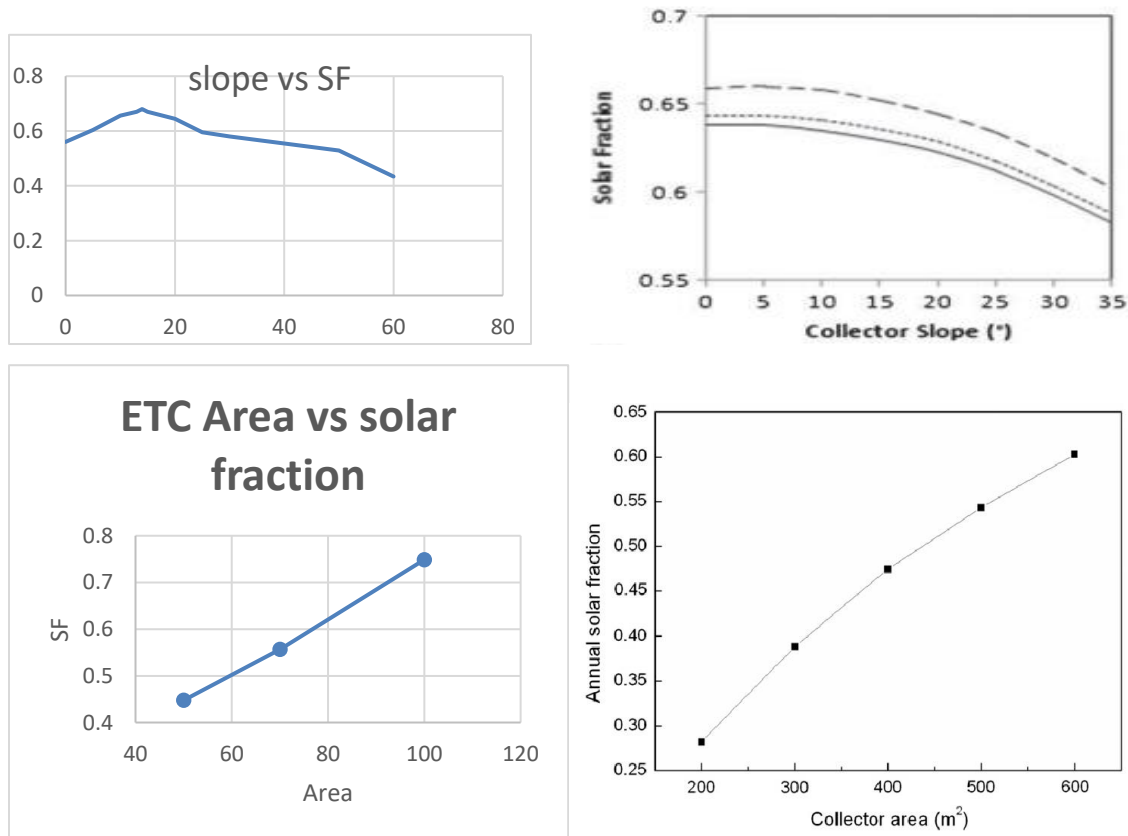 slope vs SF
0.8
0.6
0.4
0.2
0
0 20 40 60 80
0.7
0.65
0.6
0.55
Solar Fraction
0 5 10 15 20 25 30 35
Collector Slope (°)
ETC Area vs solar
fraction
0.8
0.7
0.6
0.5
0.4
SF
40 60 80 100 120
Area
0.65
0.60
0.55
0.50
0.45
0.40
0.35
0.30
0.25
Annual solar fraction
200 300 400 500 600
Collector area (m²)